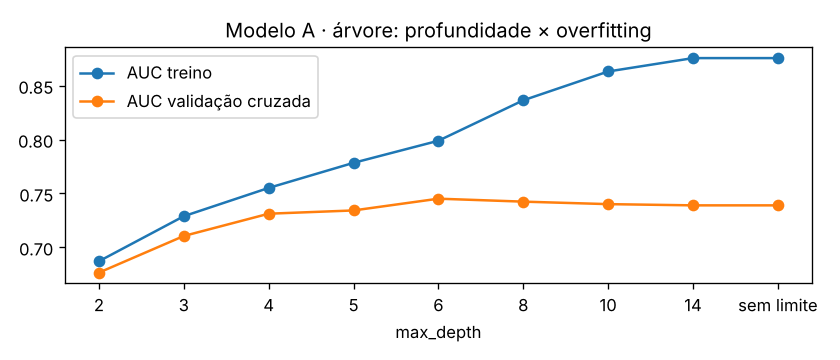 Modelo A · árvore: profundidade × overfitting
AUC treino
AUC validação cruzada
0.85
0.80
0.75
0.70
2 3 4 5 6 8 10 14 sem limite
max_depth